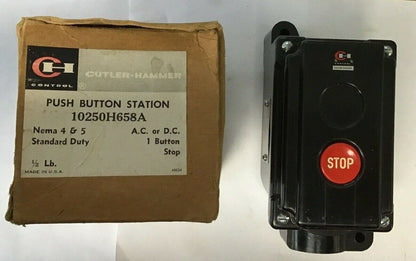 CH
CONTROL
CUTLER-HAMMER
PUSH BUTTON STATION
10250H658A
Nema 4 & 5 A.C. or D.C.
Standard Duty 1 Button
Stop
½ Lb.
MADE IN U.S.A.
CH
STOP